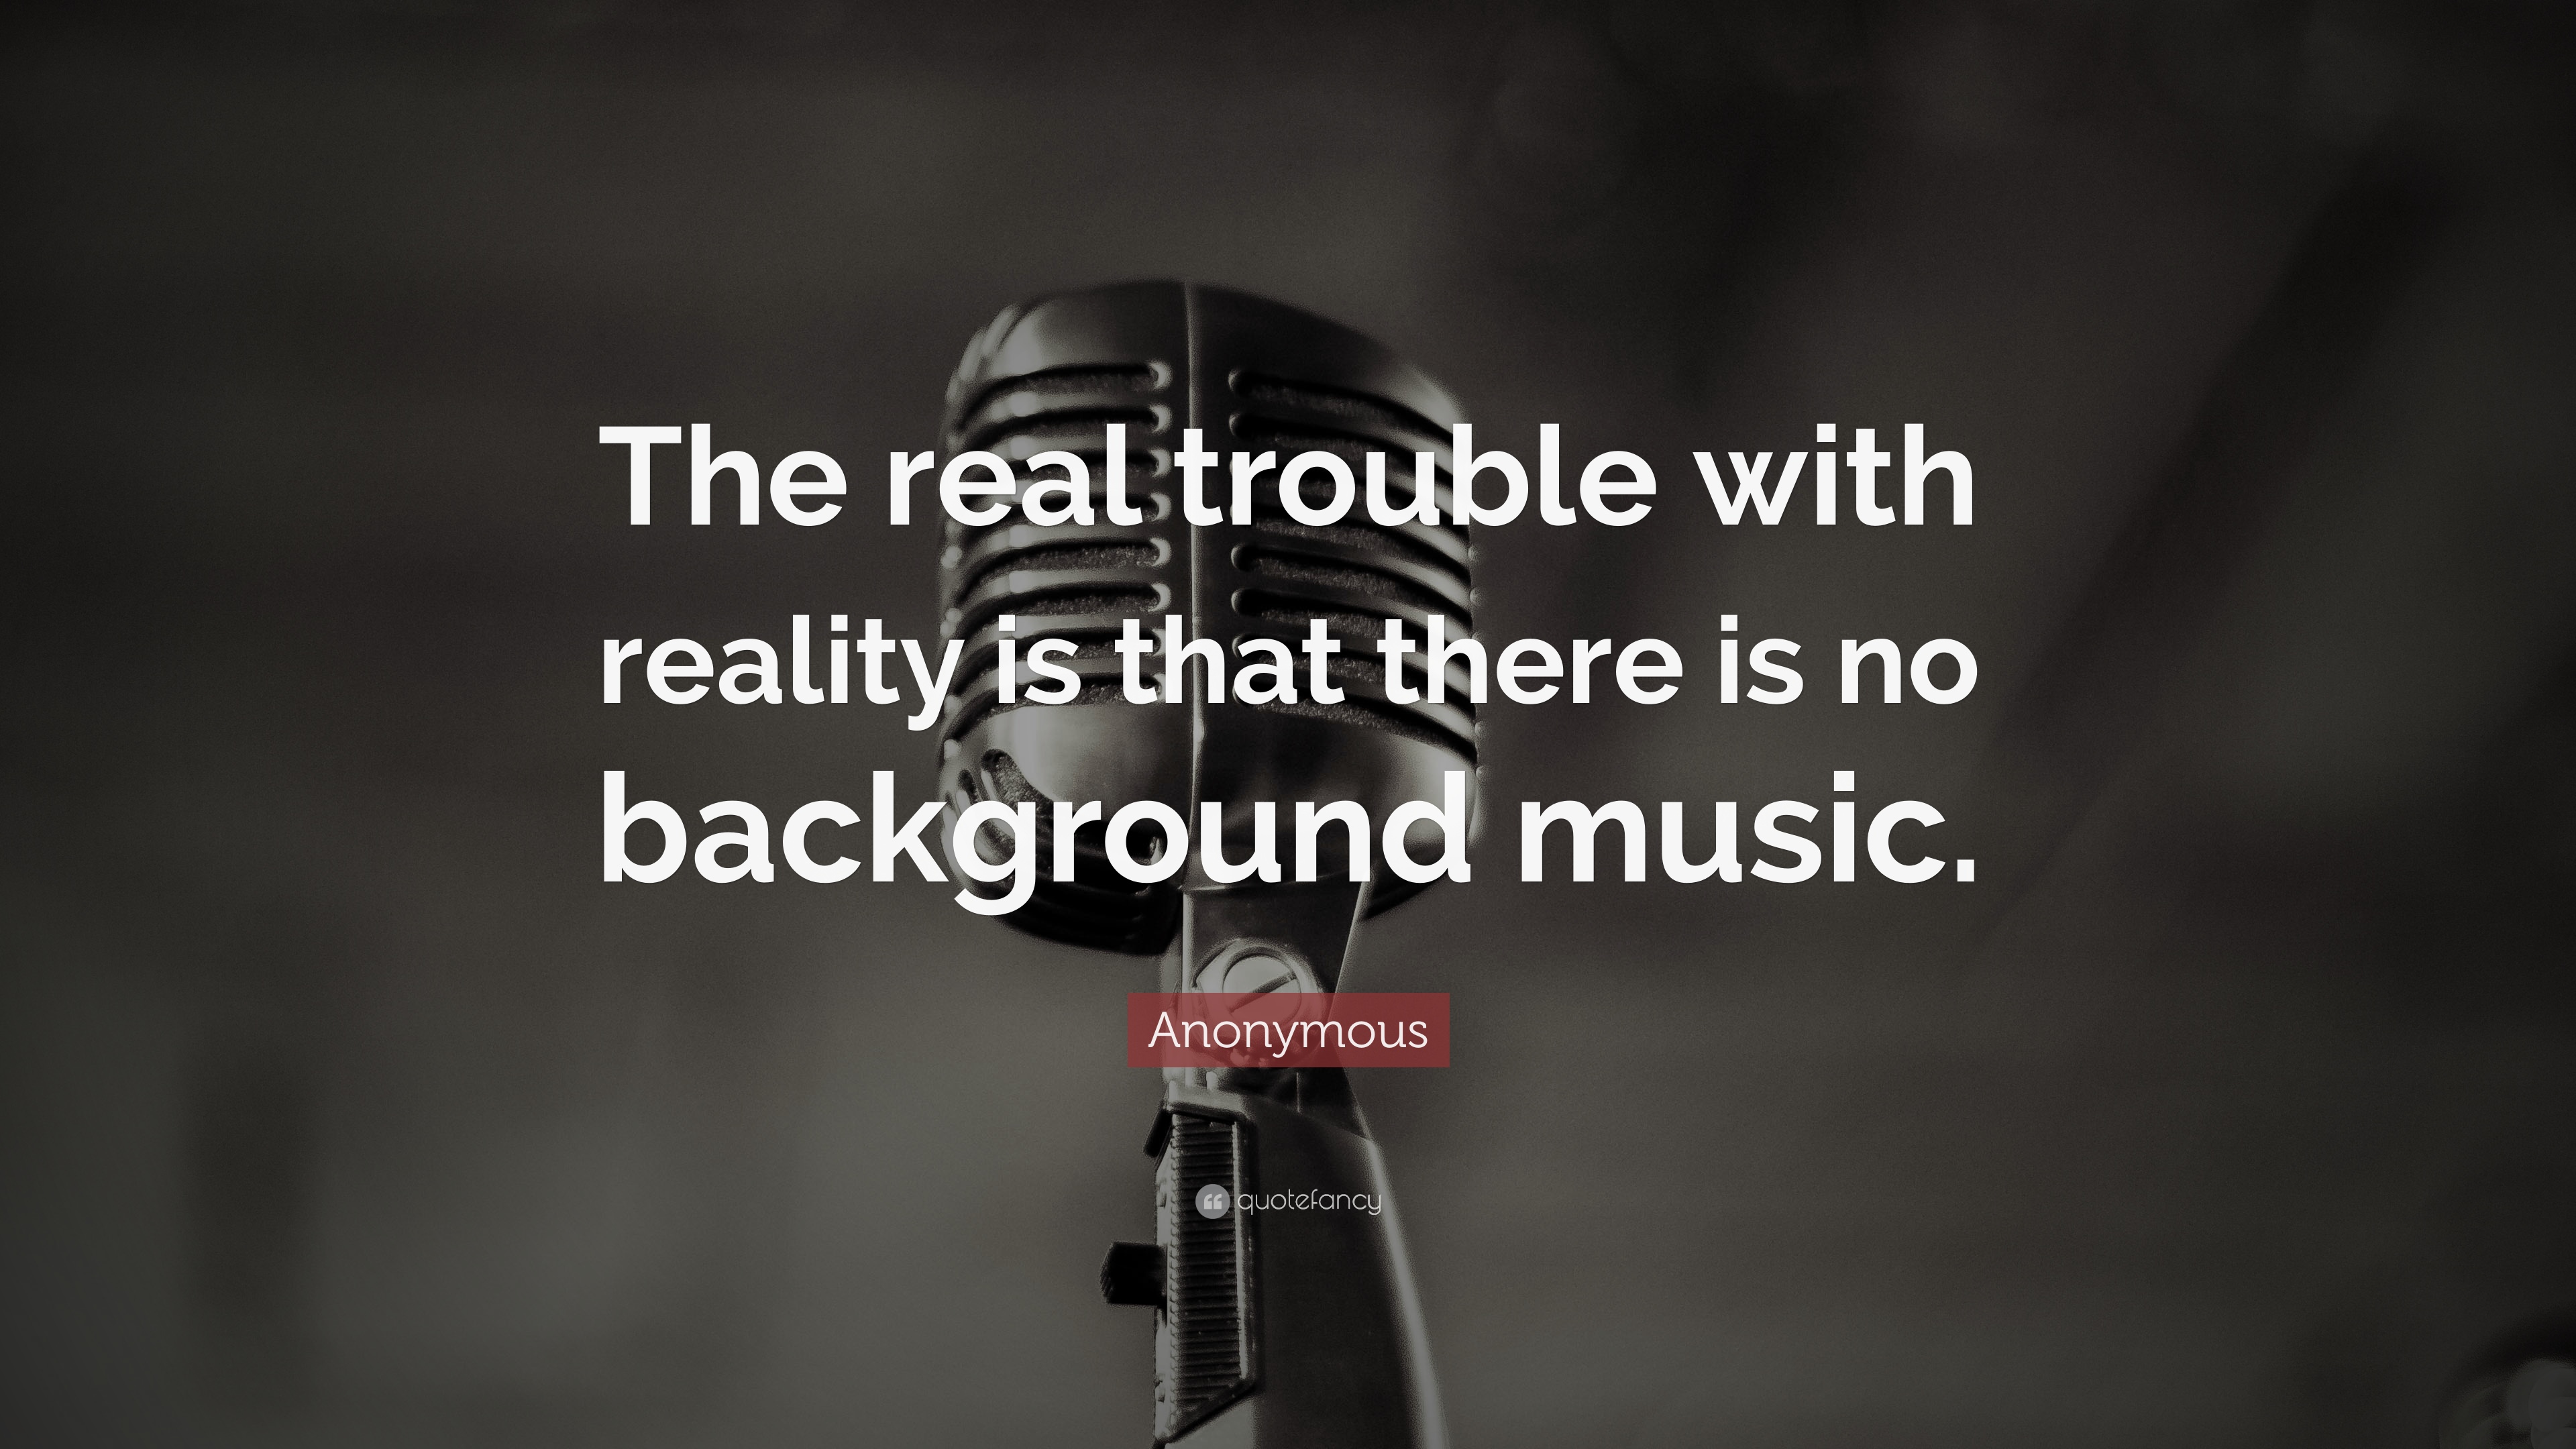 The real trouble with
reality is that there is no
background music.
Anonymous
quotefancy